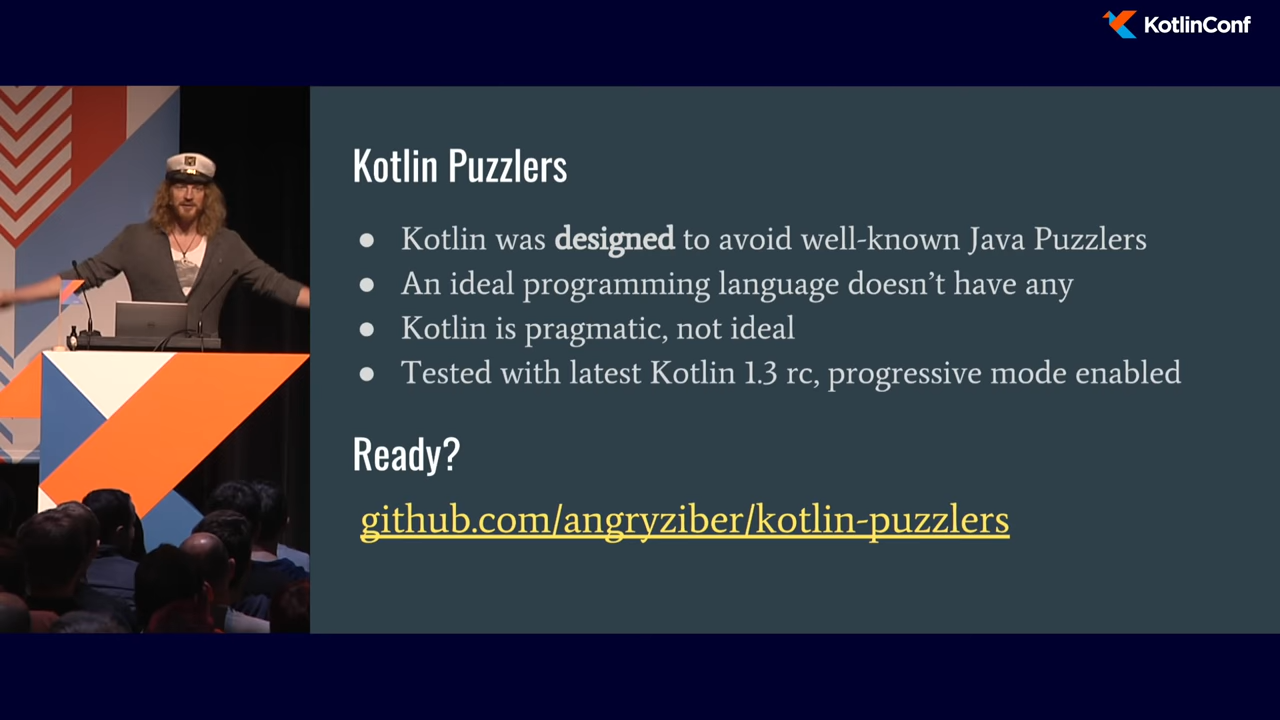 KotlinConf
Kotlin Puzzlers
● Kotlin was designed to avoid well-known Java Puzzlers
● An ideal programming language doesn’t have any
● Kotlin is pragmatic, not ideal
● Tested with latest Kotlin 1.3 rc, progressive mode enabled
Ready?
github.com/angryziber/kotlin-puzzlers